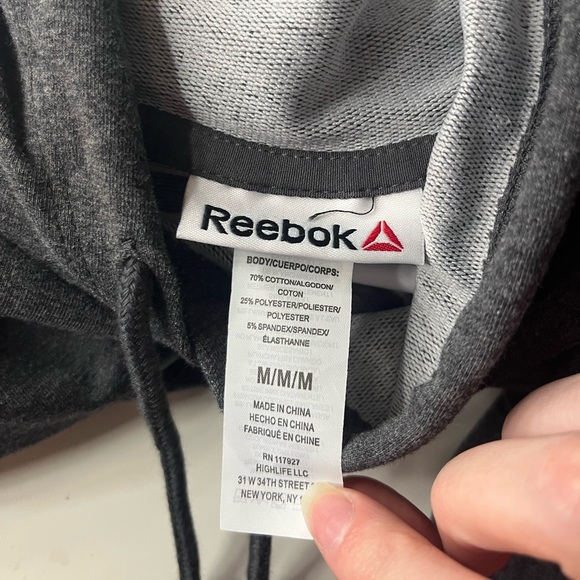 Reebok
BODY/CUERPO/CORPS:
70% COTTON/ALGODON/
COTON
25% POLYESTER/POLIESTER/
POLYESTER
5% SPANDEX/SPANDEX/
ÉLASTHANNE
M/M/M
MADE IN CHINA
HECHO EN CHINA
FABRIQUÉ EN CHINE
RN 117927
HIGHLIFE LLC
31 W 34TH STREET
NEW YORK, NY